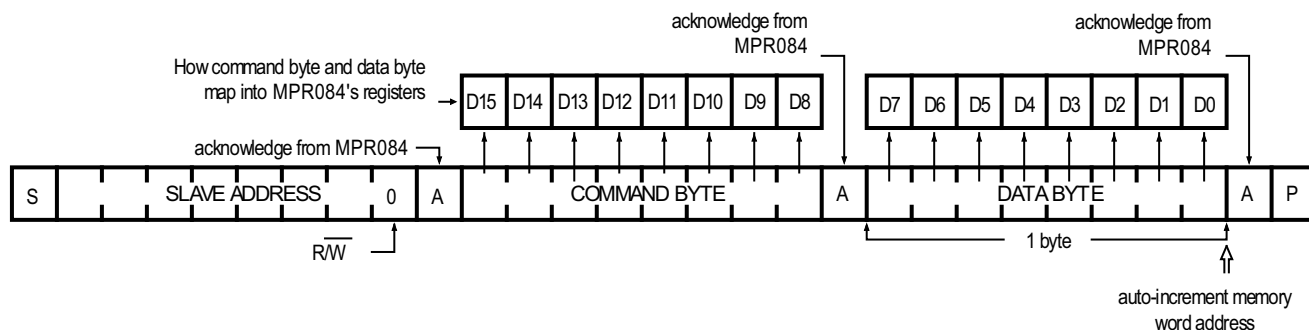 acknowledge from
MPR084
acknowledge from
MPR084
How command byte and data byte
map into MPR084's registers
D15 D14 D13 D12 D11 D10 D9 D8 D7 D6 D5 D4 D3 D2 D1 D0
acknowledge from MPR084
S SLAVE ADDRESS 0 A COMMAND BYTE A DATA BYTE A P
R/W̅
1 byte
auto-increment memory
word address